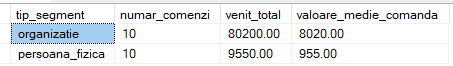 tip_segment numar_comenzi venit_total valoare_medie_comanda
organizatie 10 80200.00 8020.00
persoana_fizica 10 9550.00 955.00